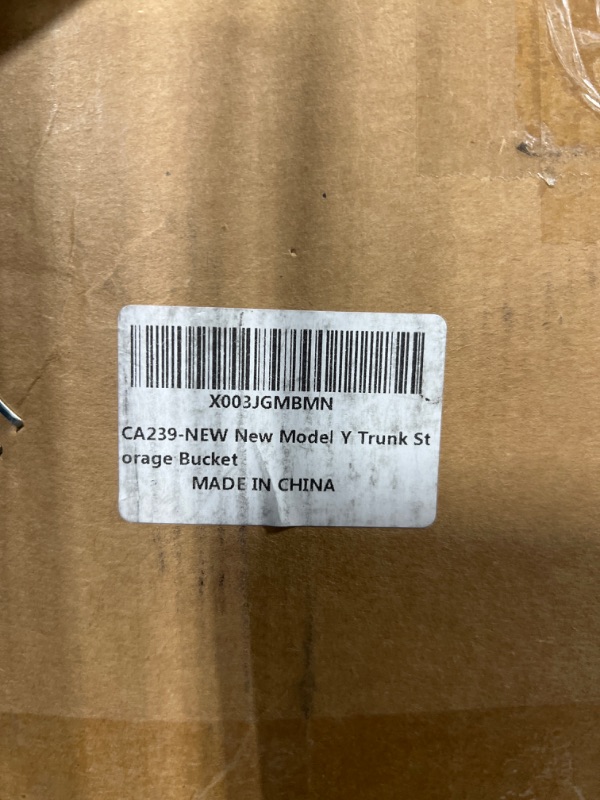 X003JGMBMN
CA239-NEW New Model Y Trunk St
orage Bucket
MADE IN CHINA